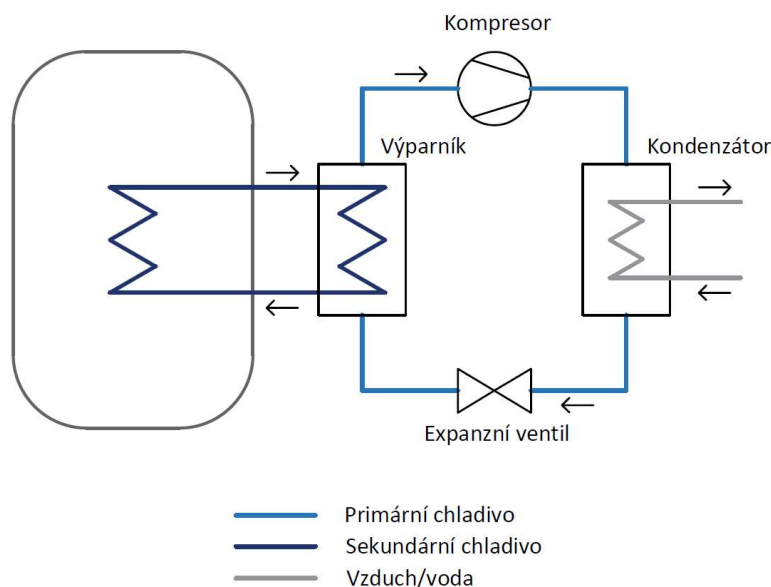 Kompresor
Výparník
Kondenzátor
Expanzní ventil
Primární chladivo
Sekundární chladivo
Vzduch/voda